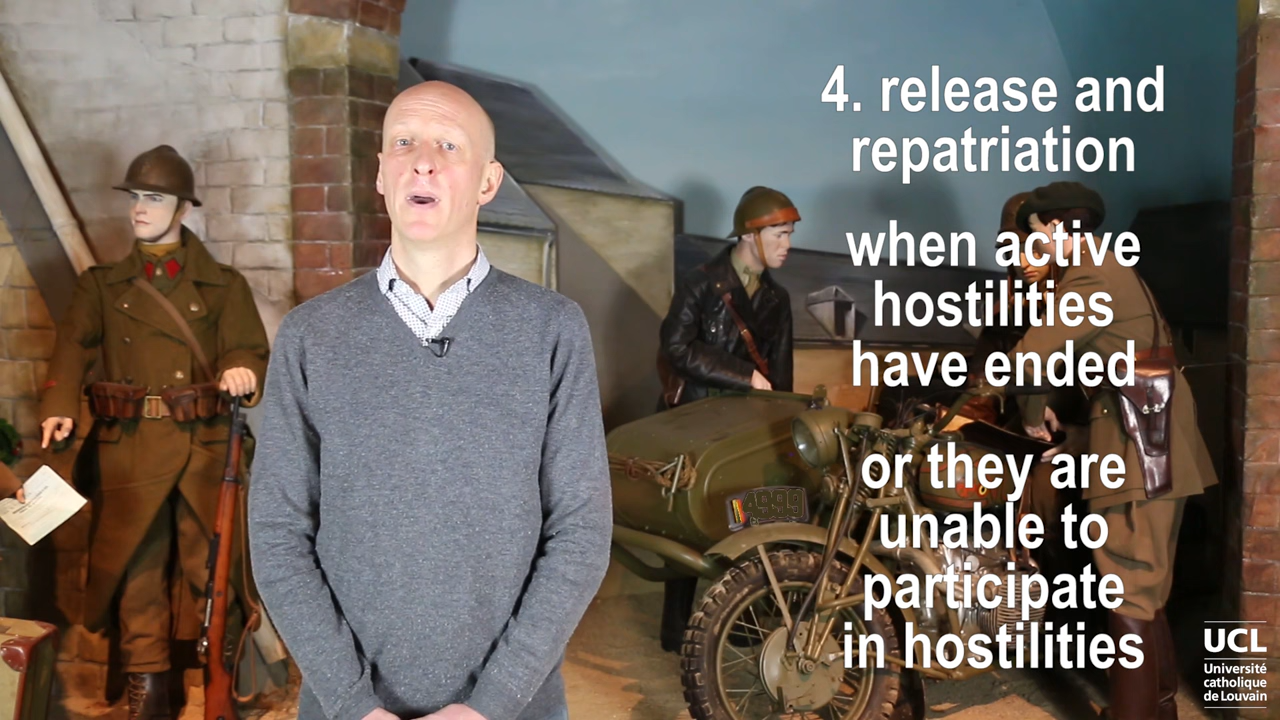 4. release and
repatriation
when active
hostilities
have ended
or they are
unable to
participate
in hostilities
4999
UCL
Université
catholique
de Louvain